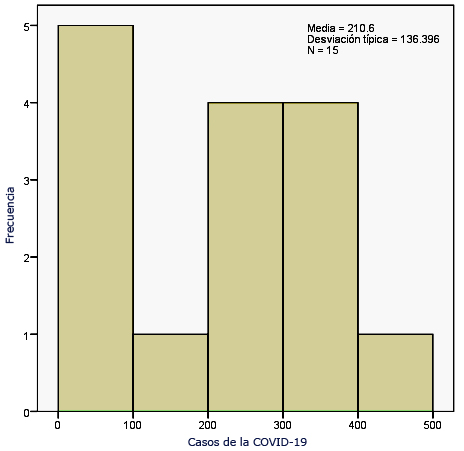 Media = 210.6
Desviación típica = 136.396
N = 15
Frecuencia
5
4
3
2
1
0
0 100 200 300 400 500
Casos de la COVID-19